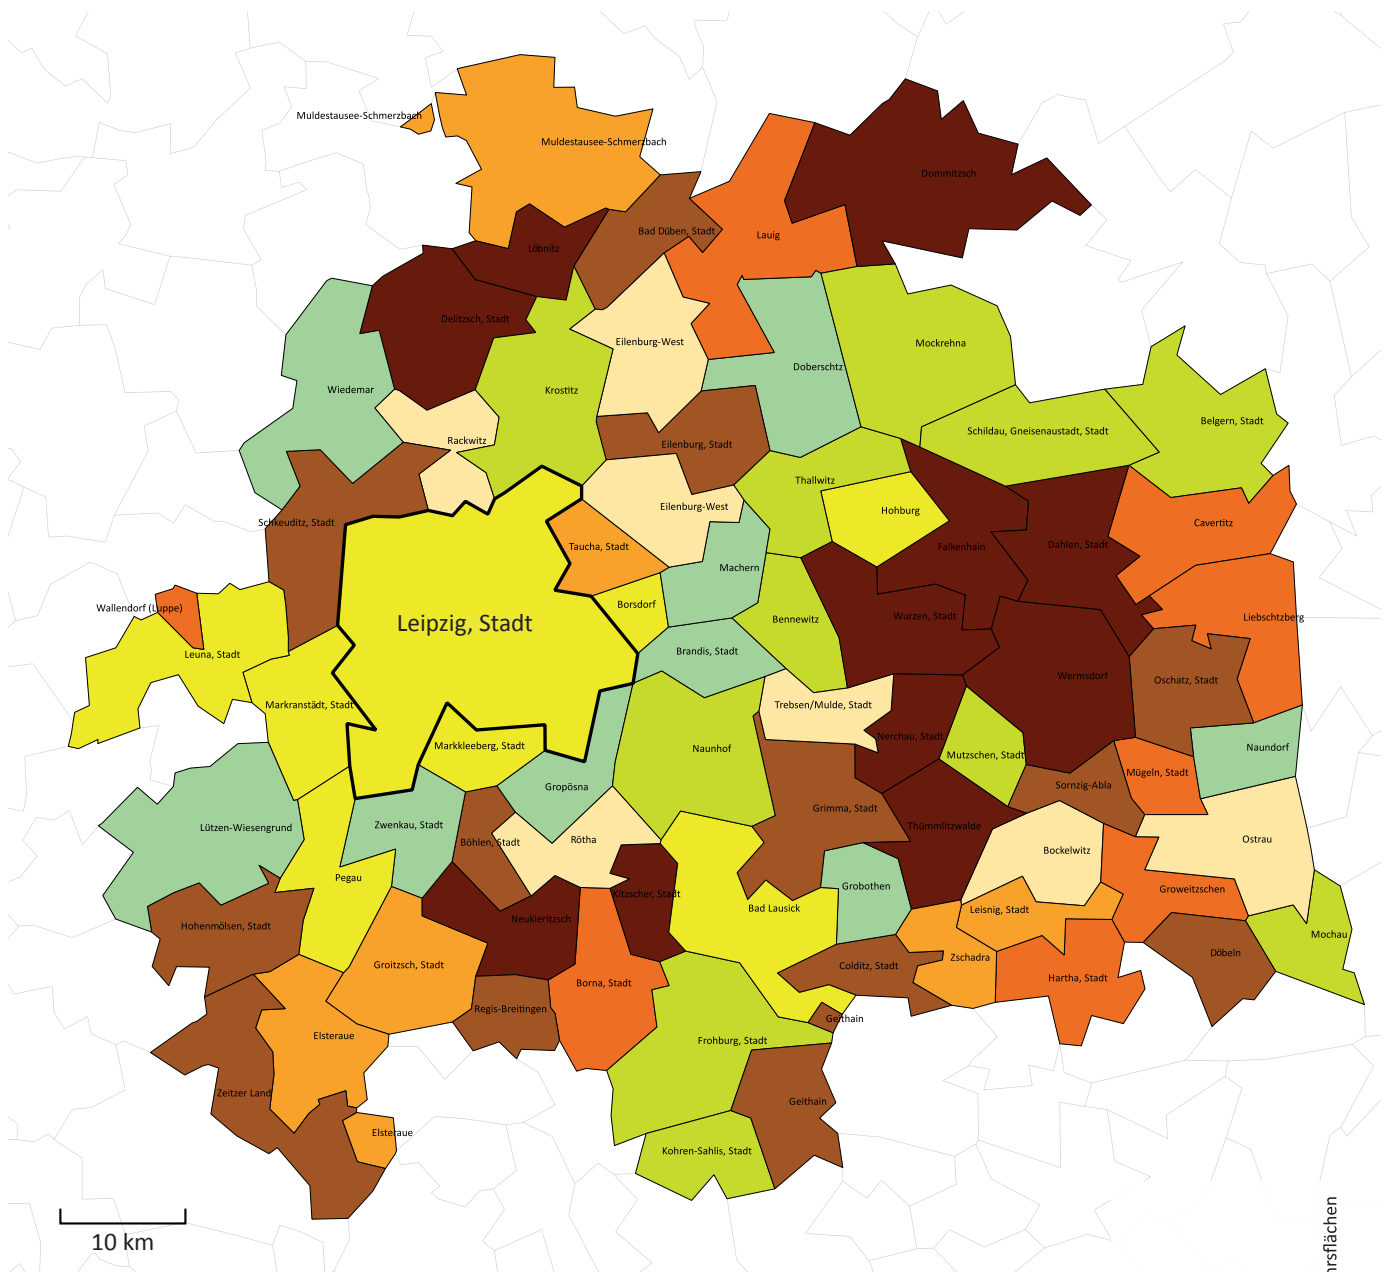 Muldestausee-Schmerzbach
Muldestausee-Schmerzbach
Dommitzsch
Bad Düben, Stadt
Lauig
Löbnitz
Delitzsch, Stadt
Eilenburg-West
Mockrehna
Doberschtz
Wiedemar
Krostitz
Belgern, Stadt
Schildau, Gneisenaustadt, Stadt
Rackwitz
Eilenburg, Stadt
Thallwitz
Eilenburg-West
Hohburg
Schkeuditz, Stadt
Cavertitz
Taucha, Stadt
Falkenhain
Dahlen, Stadt
Machern
Wallendorf (Luppe)
Borsdorf
Bennewitz
Wurzen, Stadt
Liebschtzberg
Leipzig, Stadt
Leuna, Stadt
Brandis, Stadt
Wermsdorf
Oschatz, Stadt
Markranstädt, Stadt
Trebsen/Mulde, Stadt
Nerchau, Stadt
Markkleeberg, Stadt
Naunhof
Mutzschen, Stadt
Naundorf
Mügeln, Stadt
Gropösna
Sornzig-Abla
Grimma, Stadt
Lützen-Wiesengrund
Zwenkau, Stadt
Thümmlitzwalde
Böhlen, Stadt
Rötha
Ostrau
Bockelwitz
Pegau
Grobothen
Groweitzschen
Kitzscher, Stadt
Bad Lausick
Leisnig, Stadt
Neukieritzsch
Hohenmölsen, Stadt
Mochau
Döbeln
Zschadra
Groitzsch, Stadt
Colditz, Stadt
Hartha, Stadt
Borna, Stadt
Regis-Breitingen
Geithain
Elsteraue
Frohburg, Stadt
Zeitzer Land
Geithain
Elsteraue
Kohren-Sahlis, Stadt
10 km
hrsflächen